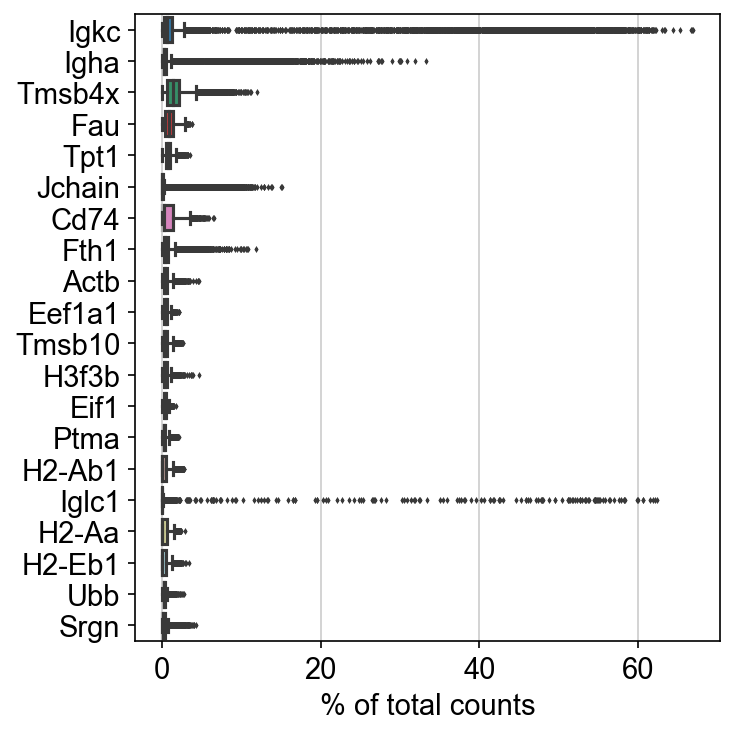 Igkc
Igha
Tmsb4x
Fau
Tpt1
Jchain
Cd74
Fth1
Actb
Eef1a1
Tmsb10
H3f3b
Eif1
Ptma
H2-Ab1
Iglc1
H2-Aa
H2-Eb1
Ubb
Srgn
0 20 40 60
% of total counts